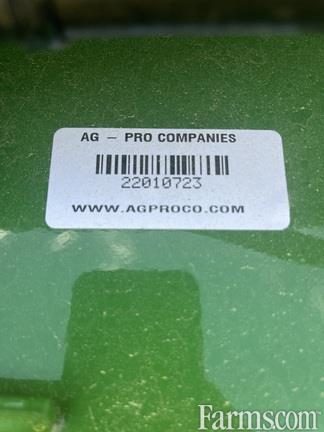 AG - PRO COMPANIES
22010723
WWW.AGPROCO.COM
Farms.com